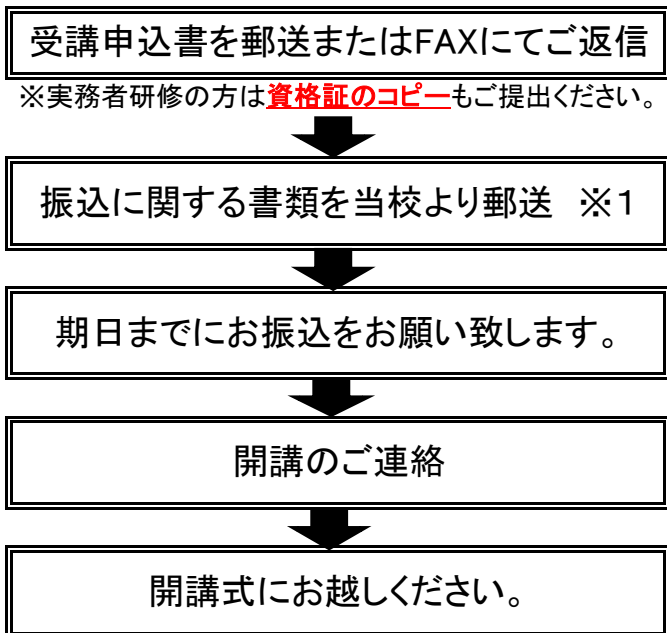 受講申込書を郵送またはFAXにてご返信
※実務者研修の方は資格証のコピーもご提出ください。
振込に関する書類を当校より郵送　※1
期日までにお振込をお願い致します。
開講のご連絡
開講式にお越しください。